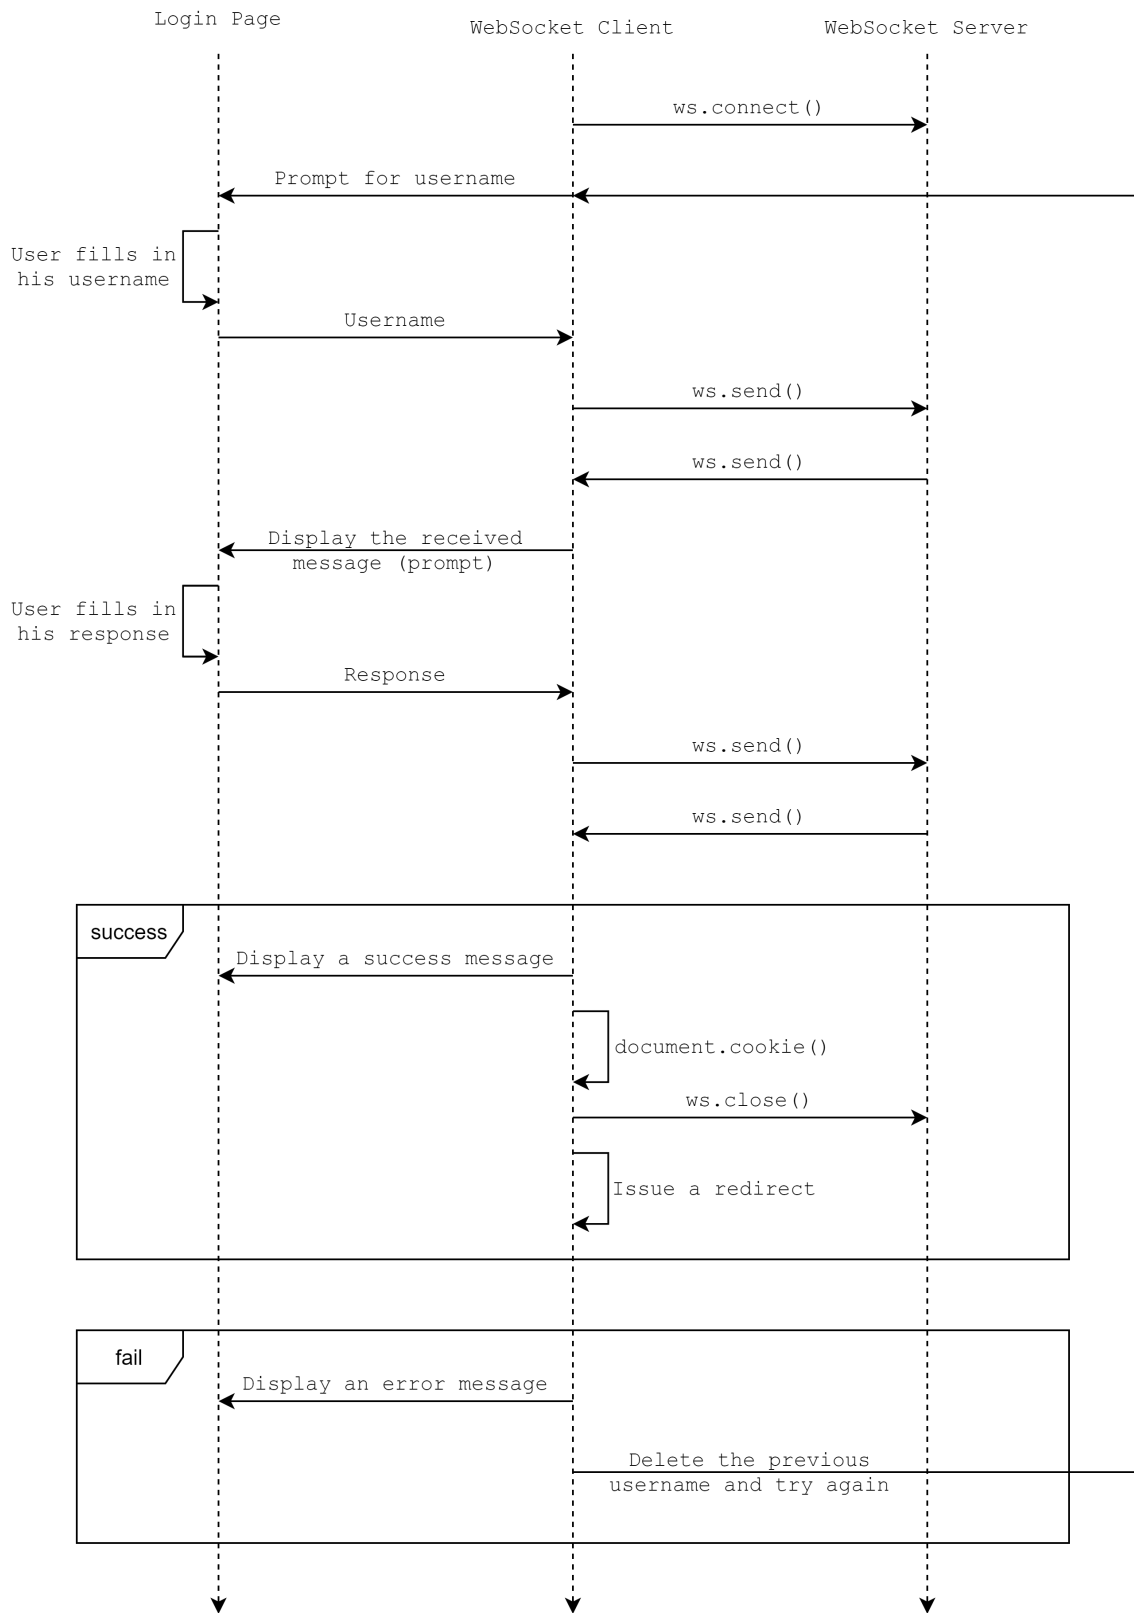 Login Page
WebSocket Client
WebSocket Server
ws.connect()
Prompt for username
User fills in
his username
Username
ws.send()
ws.send()
Display the received
message (prompt)
User fills in
his response
Response
ws.send()
ws.send()
success
Display a success message
document.cookie()
ws.close()
Issue a redirect
fail
Display an error message
Delete the previous
username and try again